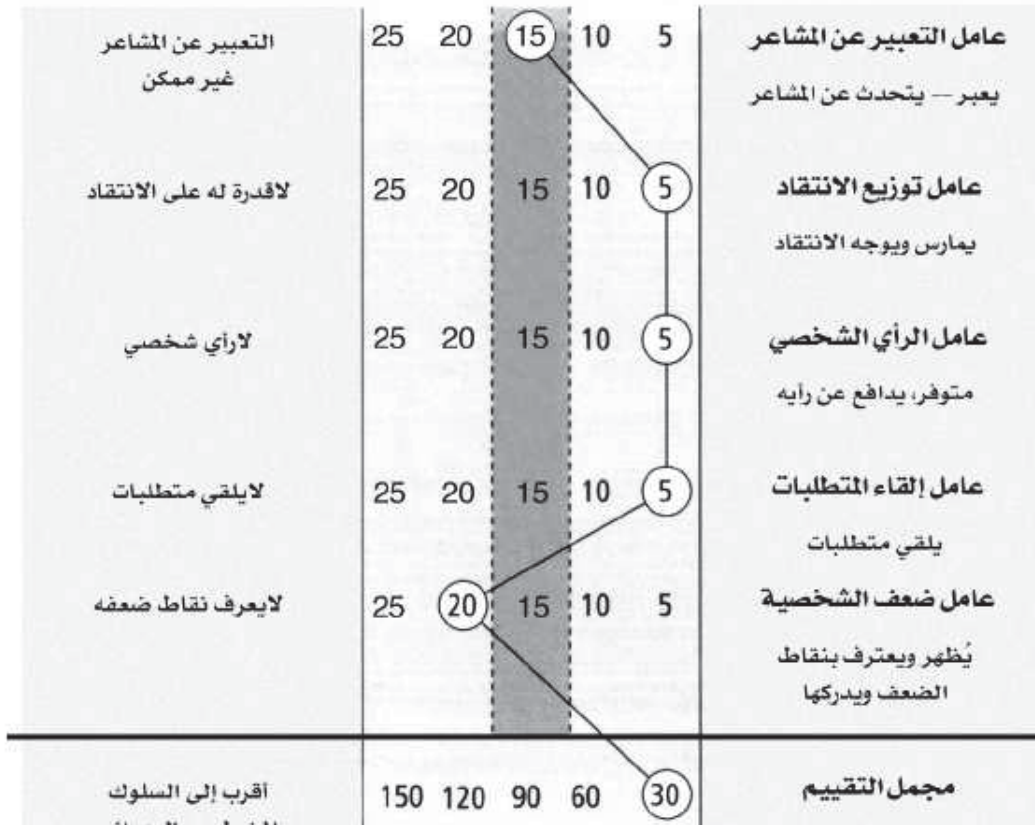 عامل التعبير عن المشاعر 5 10 15 20 25 التعبير عن المشاعر
غير ممكن
يعبر — يتحدث عن المشاعر
عامل توزيع الانتقاد 5 10 15 20 25 لاقدرة له على الانتقاد
يمارس ويوجه الانتقاد
عامل الرأي الشخصي 5 10 15 20 25 لارأي شخصي
متوفر، يدافع عن رأيه
عامل إلقاء المتطلبات 5 10 15 20 25 لايلقي متطلبات
يلقي متطلبات
عامل ضعف الشخصية 5 10 15 20 25 لايعرف نقاط ضعفه
يُظهر ويعترف بنقاط
الضعف ويدركها
مجمل التقييم 30 60 90 120 150 أقرب إلى السلوك